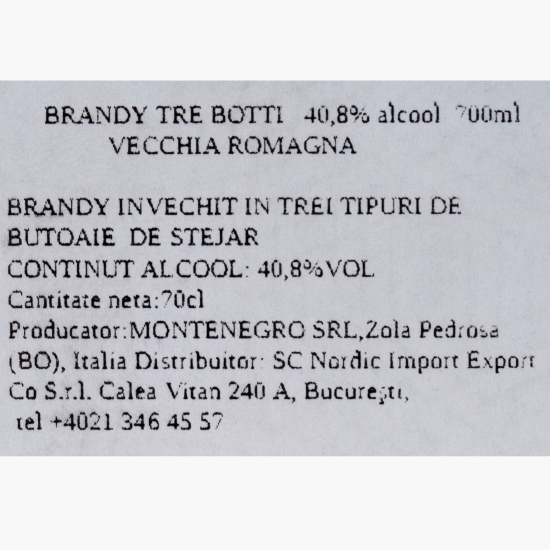 BRANDY TRE BOTTI 40,8% alcool 700ml
VECCHIA ROMAGNA
BRANDY INVECHIT IN TREI TIPURI DE
BUTOAIE DE STEJAR
CONTINUT ALCOOL: 40,8%VOL
Cantitate neta:70cl
Producator:MONTENEGRO SRL,Zola Pedrosa
(BO), Italia Distribuitor: SC Nordic Import Export
Co S.r.l. Calea Vitan 240 A, București,
tel +4021 346 45 57